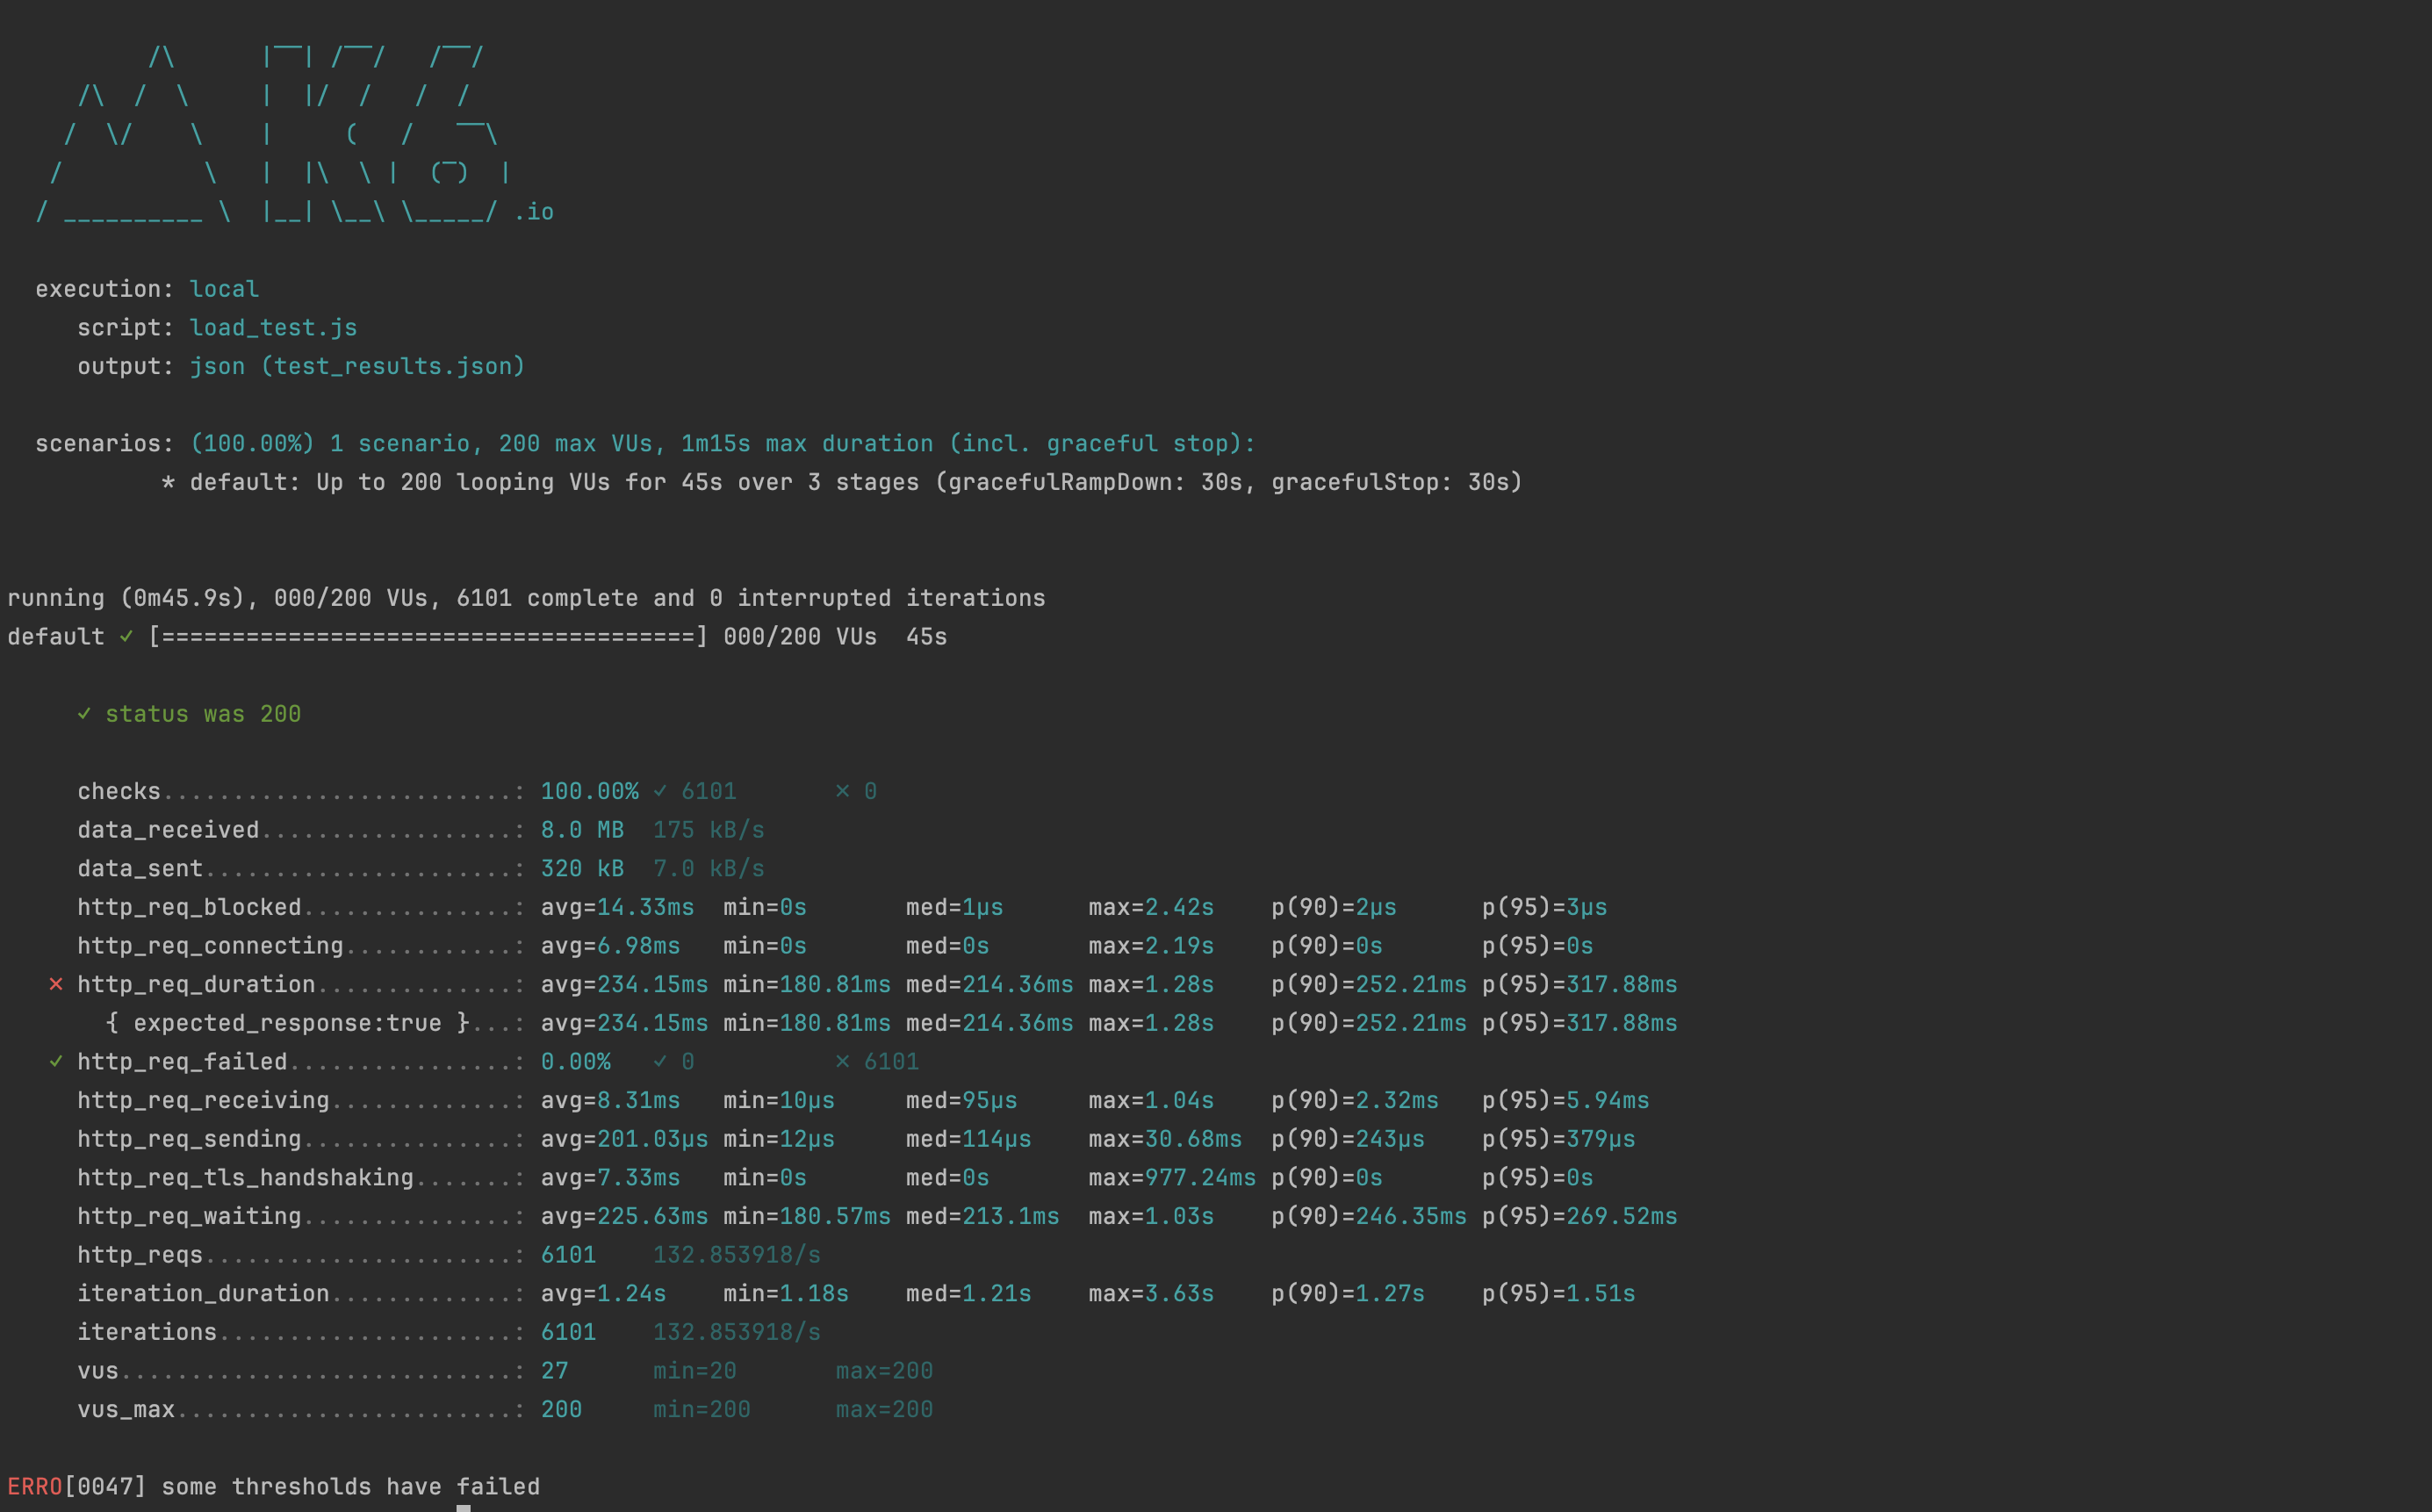 /\      |‾‾| /‾‾/   /‾‾/
    /\  /  \     |  |/  /   /  /
   /  \/    \    |     (   /   ‾‾\
  /          \   |  |\  \ |  (‾)  |
 / __________ \  |__| \__\ \_____/ .io
execution: local
script: load_test.js
output: json (test_results.json)
scenarios: (100.00%) 1 scenario, 200 max VUs, 1m15s max duration (incl. graceful stop):
* default: Up to 200 looping VUs for 45s over 3 stages (gracefulRampDown: 30s, gracefulStop: 30s)
running (0m45.9s), 000/200 VUs, 6101 complete and 0 interrupted iterations
default ✓ [======================================] 000/200 VUs  45s
✓ status was 200
checks.........................: 100.00% ✓ 6101       ✗ 0
data_received..................: 8.0 MB  175 kB/s
data_sent......................: 320 kB  7.0 kB/s
http_req_blocked...............: avg=14.33ms  min=0s       med=1µs      max=2.42s    p(90)=2µs      p(95)=3µs
http_req_connecting............: avg=6.98ms   min=0s       med=0s       max=2.19s    p(90)=0s       p(95)=0s
✗ http_req_duration..............: avg=234.15ms min=180.81ms med=214.36ms max=1.28s    p(90)=252.21ms p(95)=317.88ms
{ expected_response:true }...: avg=234.15ms min=180.81ms med=214.36ms max=1.28s    p(90)=252.21ms p(95)=317.88ms
✓ http_req_failed................: 0.00%   ✓ 0          ✗ 6101
http_req_receiving.............: avg=8.31ms   min=10µs     med=95µs     max=1.04s    p(90)=2.32ms   p(95)=5.94ms
http_req_sending...............: avg=201.03µs min=12µs     med=114µs    max=30.68ms  p(90)=243µs    p(95)=379µs
http_req_tls_handshaking.......: avg=7.33ms   min=0s       med=0s       max=977.24ms p(90)=0s       p(95)=0s
http_req_waiting...............: avg=225.63ms min=180.57ms med=213.1ms  max=1.03s    p(90)=246.35ms p(95)=269.52ms
http_reqs......................: 6101    132.853918/s
iteration_duration.............: avg=1.24s    min=1.18s    med=1.21s    max=3.63s    p(90)=1.27s    p(95)=1.51s
iterations.....................: 6101    132.853918/s
vus............................: 27      min=20       max=200
vus_max........................: 200     min=200      max=200
ERRO[0047] some thresholds have failed